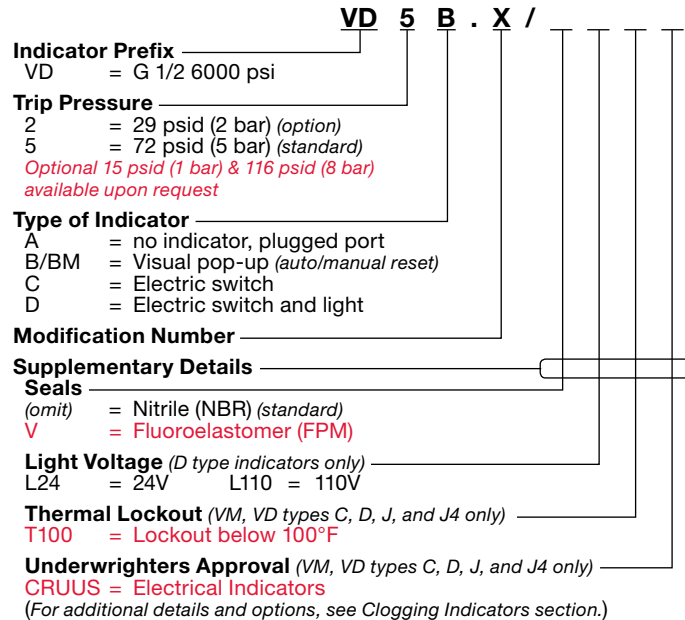 VD 5 B . X /
Indicator Prefix
VD = G 1/2 6000 psi
Trip Pressure
2 = 29 psid (2 bar) (option)
5 = 72 psid (5 bar) (standard)
Optional 15 psid (1 bar) & 116 psid (8 bar)
available upon request
Type of Indicator
A = no indicator, plugged port
B/BM = Visual pop-up (auto/manual reset)
C = Electric switch
D = Electric switch and light
Modification Number
Supplementary Details
Seals
(omit) = Nitrile (NBR) (standard)
V = Fluoroelastomer (FPM)
Light Voltage (D type indicators only)
L24 = 24V L110 = 110V
Thermal Lockout (VM, VD types C, D, J, and J4 only)
T100 = Lockout below 100°F
Underwrighters Approval (VM, VD types C, D, J, and J4 only)
CRUUS = Electrical Indicators
(For additional details and options, see Clogging Indicators section.)